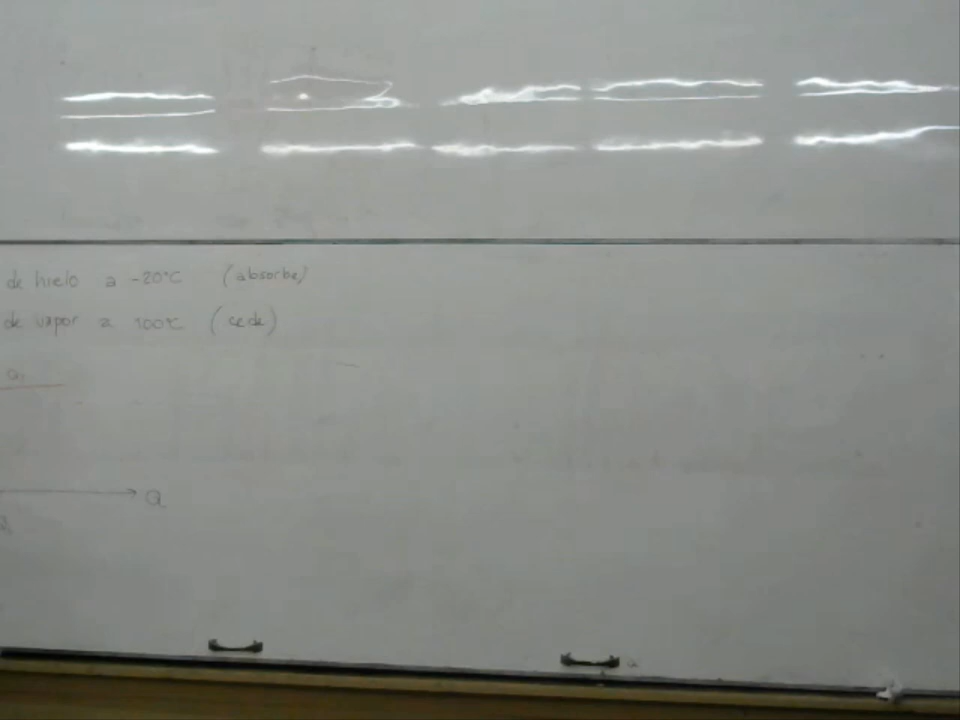 de hielo a -20°C (absorbe)
de vapor a 100°C (cede)
Q1
Q